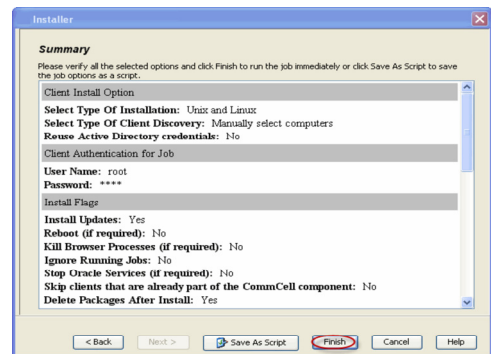 Installer
Summary
Please verify all the selected options and click Finish to run the job immediately or click Save As Script to save
the job options as a script.
Client Install Option
Select Type Of Installation: Unix and Linux
Select Type Of Client Discovery: Manually select computers
Reuse Active Directory credentials: No
Client Authentication for Job
User Name: root
Password: ****
Install Flags
Install Updates: Yes
Reboot (if required): No
Kill Browser Processes (if required): No
Ignore Running Jobs: No
Stop Oracle Services (if required): No
Skip clients that are already part of the CommCell component: No
Delete Packages After Install: Yes
< Back Next > Save As Script Finish Cancel Help